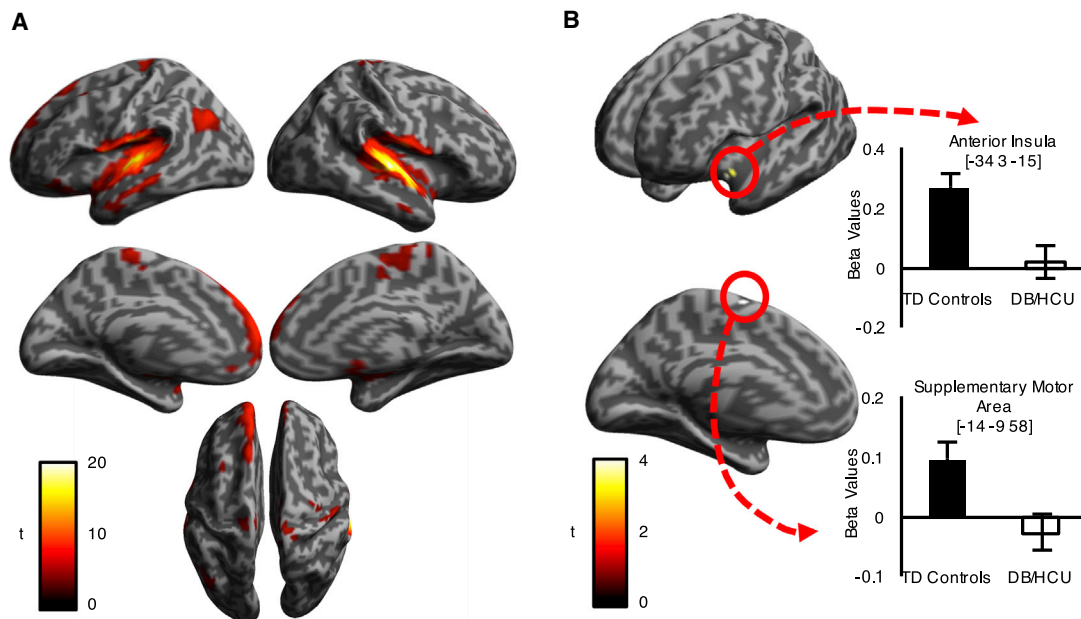 A
20
t
10
0
B
4
t
2
0
Anterior Insula
[-34 3 -15]
0.4
0.2
0
-0.2
Beta Values
TD Controls DB/HCU
Supplementary Motor
Area
[-14 -9 58]
0.2
0.1
0
-0.1
Beta Values
TD Controls DB/HCU